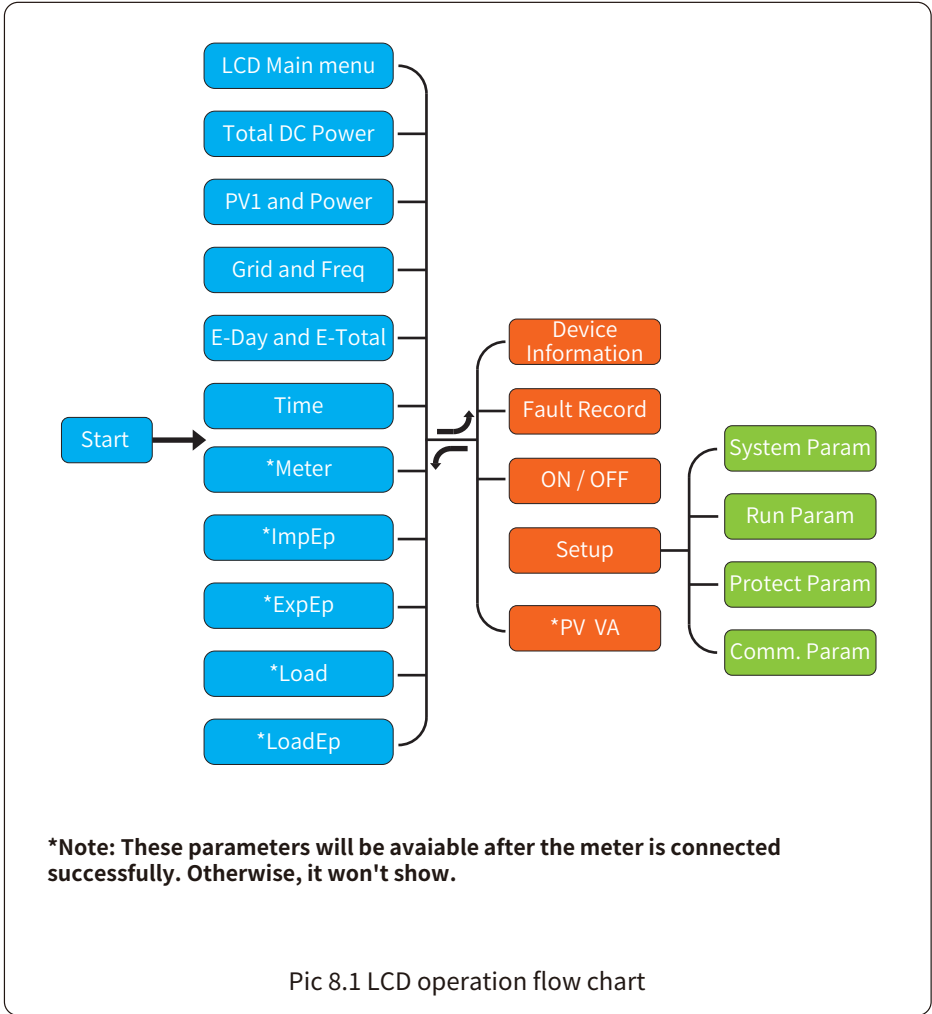 LCD Main menu
Total DC Power
PV1 and Power
Grid and Freq
E-Day and E-Total
Time
Start
*Meter
*ImpEp
*ExpEp
*Load
*LoadEp
Device
Information
Fault Record
ON / OFF
Setup
*PV VA
System Param
Run Param
Protect Param
Comm. Param
*Note: These parameters will be avaiable after the meter is connected
successfully. Otherwise, it won't show.
Pic 8.1 LCD operation flow chart